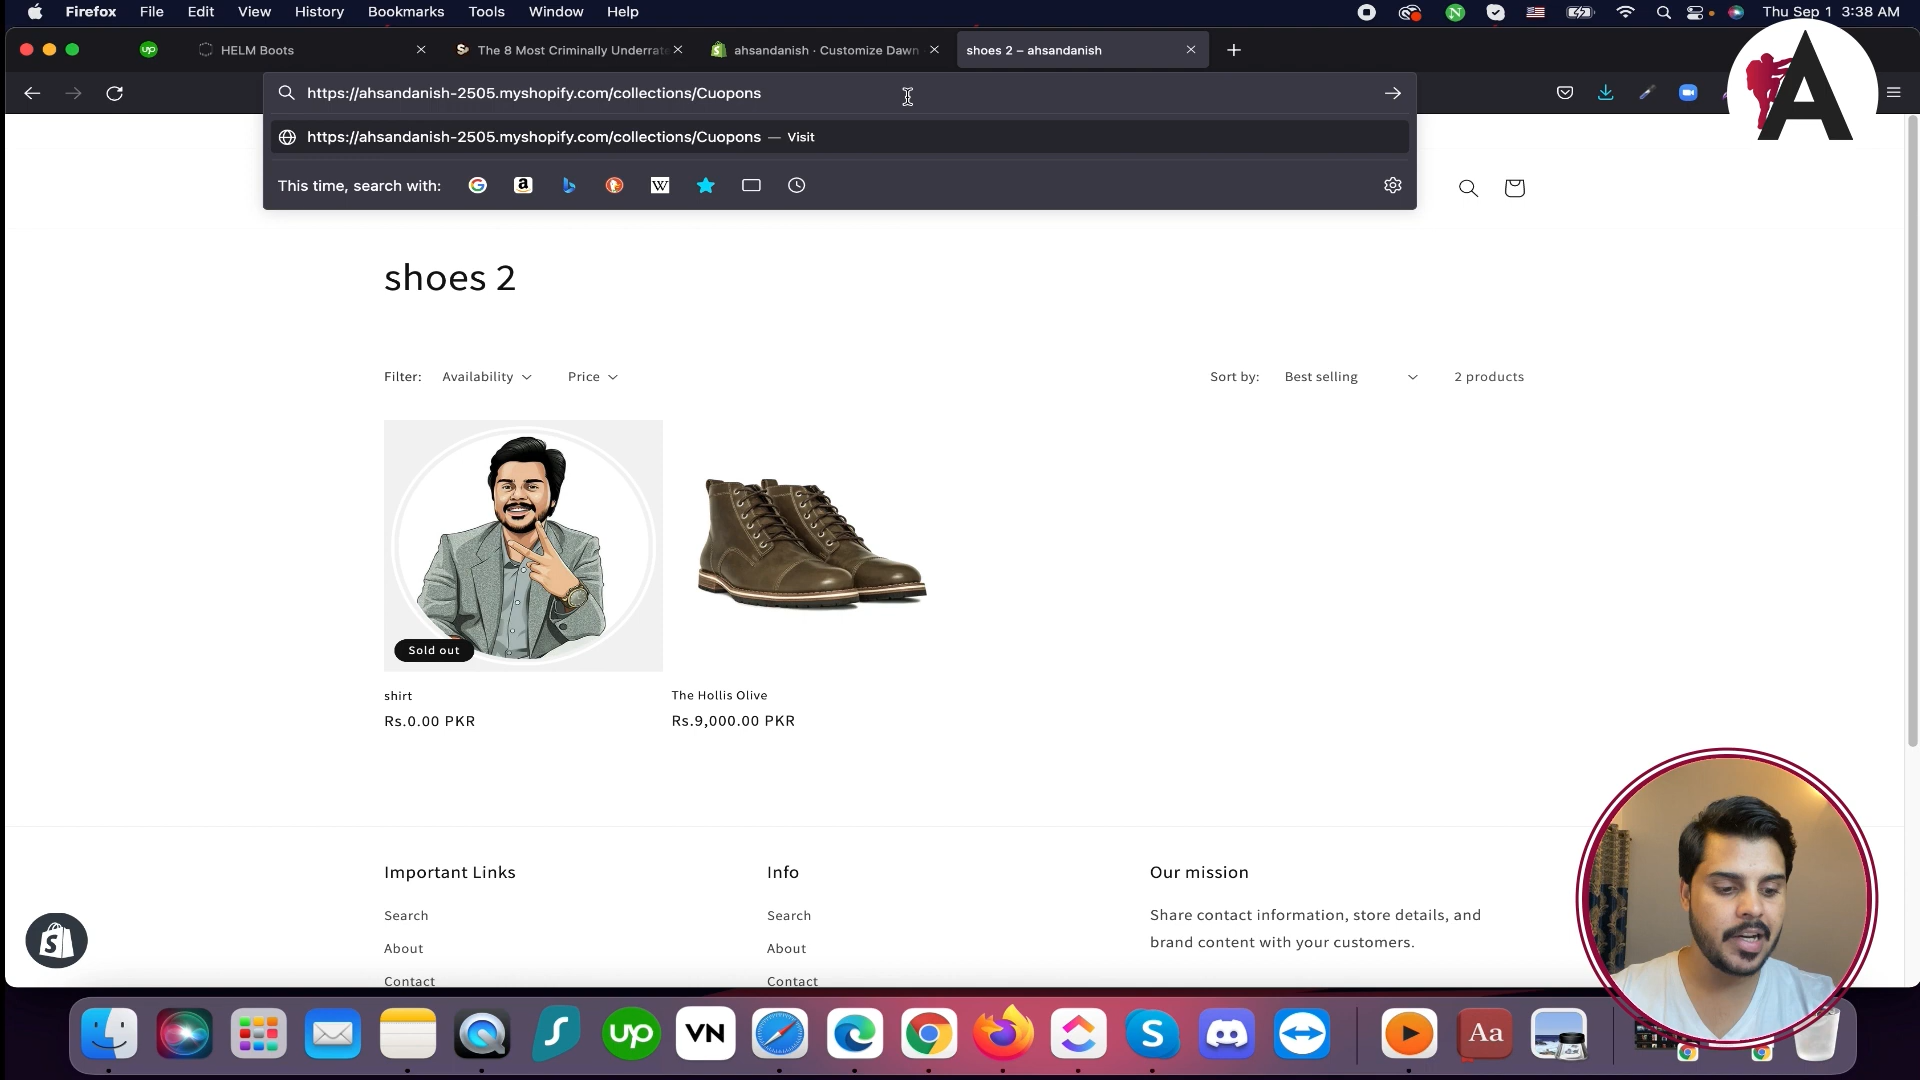 Firefox File Edit View History Bookmarks Tools Window Help Thu Sep 1 3:38 AM
HELM Boots The 8 Most Criminally Underrate ahsandanish · Customize Dawn shoes 2 – ahsandanish
https://ahsandanish-2505.myshopify.com/collections/Cuopons
https://ahsandanish-2505.myshopify.com/collections/Cuopons — Visit
This time, search with:
shoes 2
Filter: Availability Price Sort by: Best selling 2 products
Sold out
shirt The Hollis Olive
Rs.0.00 PKR Rs.9,000.00 PKR
Important Links Info Our mission
Search Search Share contact information, store details, and
About About brand content with your customers.
Contact Contact
up VN Aa